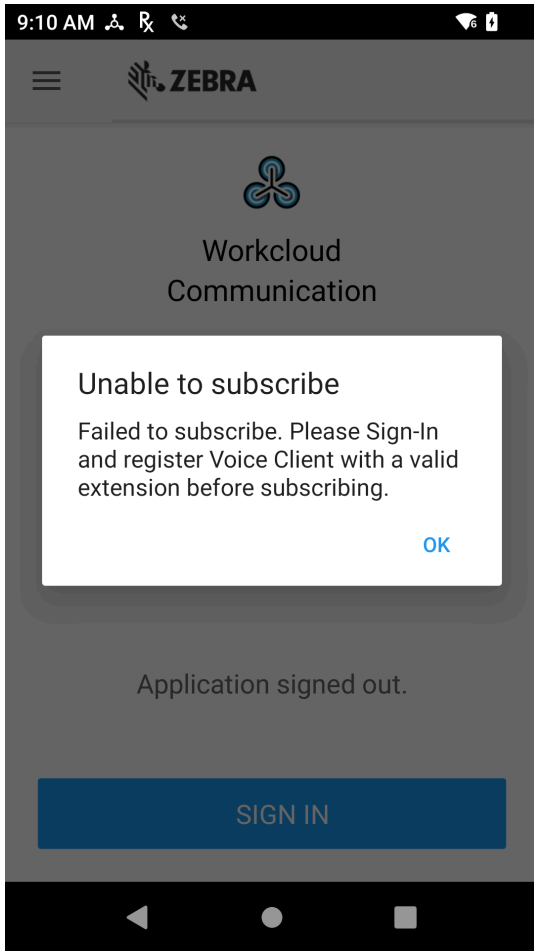 9:10 AM
ZEBRA
Workcloud
Communication
Unable to subscribe
Failed to subscribe. Please Sign-In
and register Voice Client with a valid
extension before subscribing.
OK
Application signed out.
SIGN IN